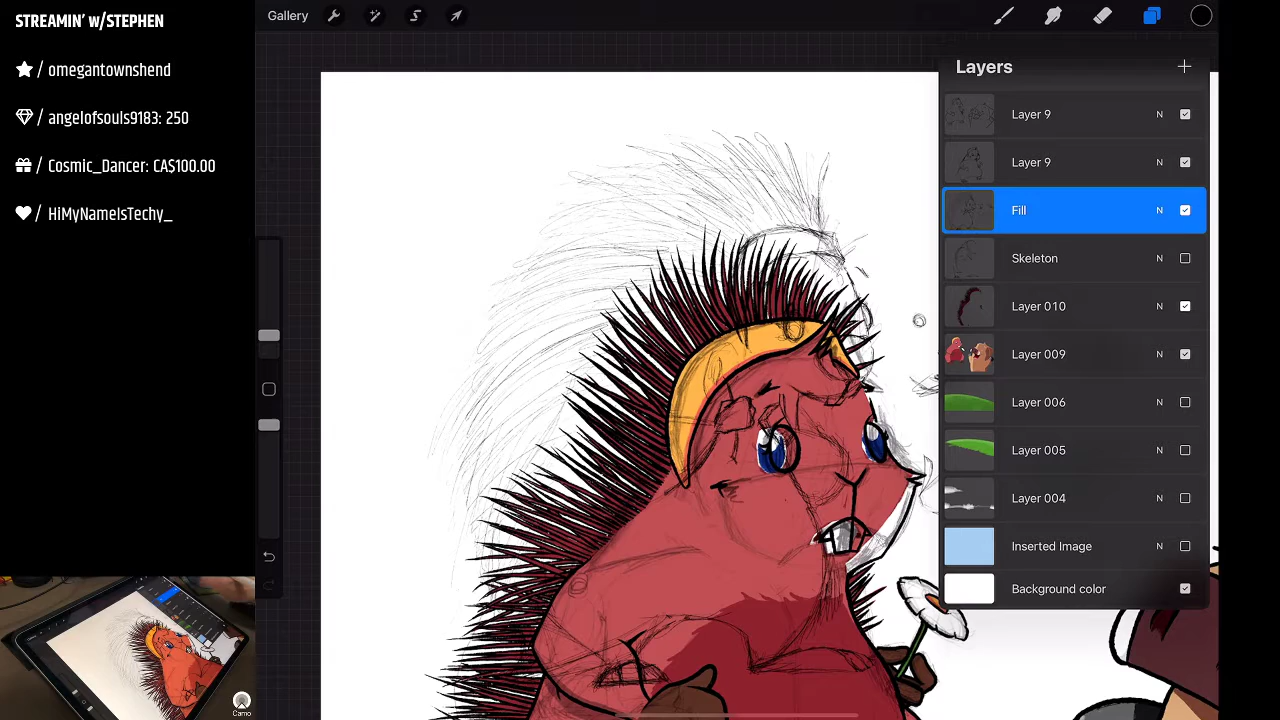 STREAMIN' w/STEPHEN
/ omegantownshend
/ angelofsouls9183: 250
/ Cosmic_Dancer: CA$100.00
/ HiMyNameIsTechy_
Gallery
Layers
Layer 9 N
Layer 9 N
Fill N
Skeleton N
Layer 010 N
Layer 009 N
Layer 006 N
Layer 005 N
Layer 004 N
Inserted Image N
Background color
Camo